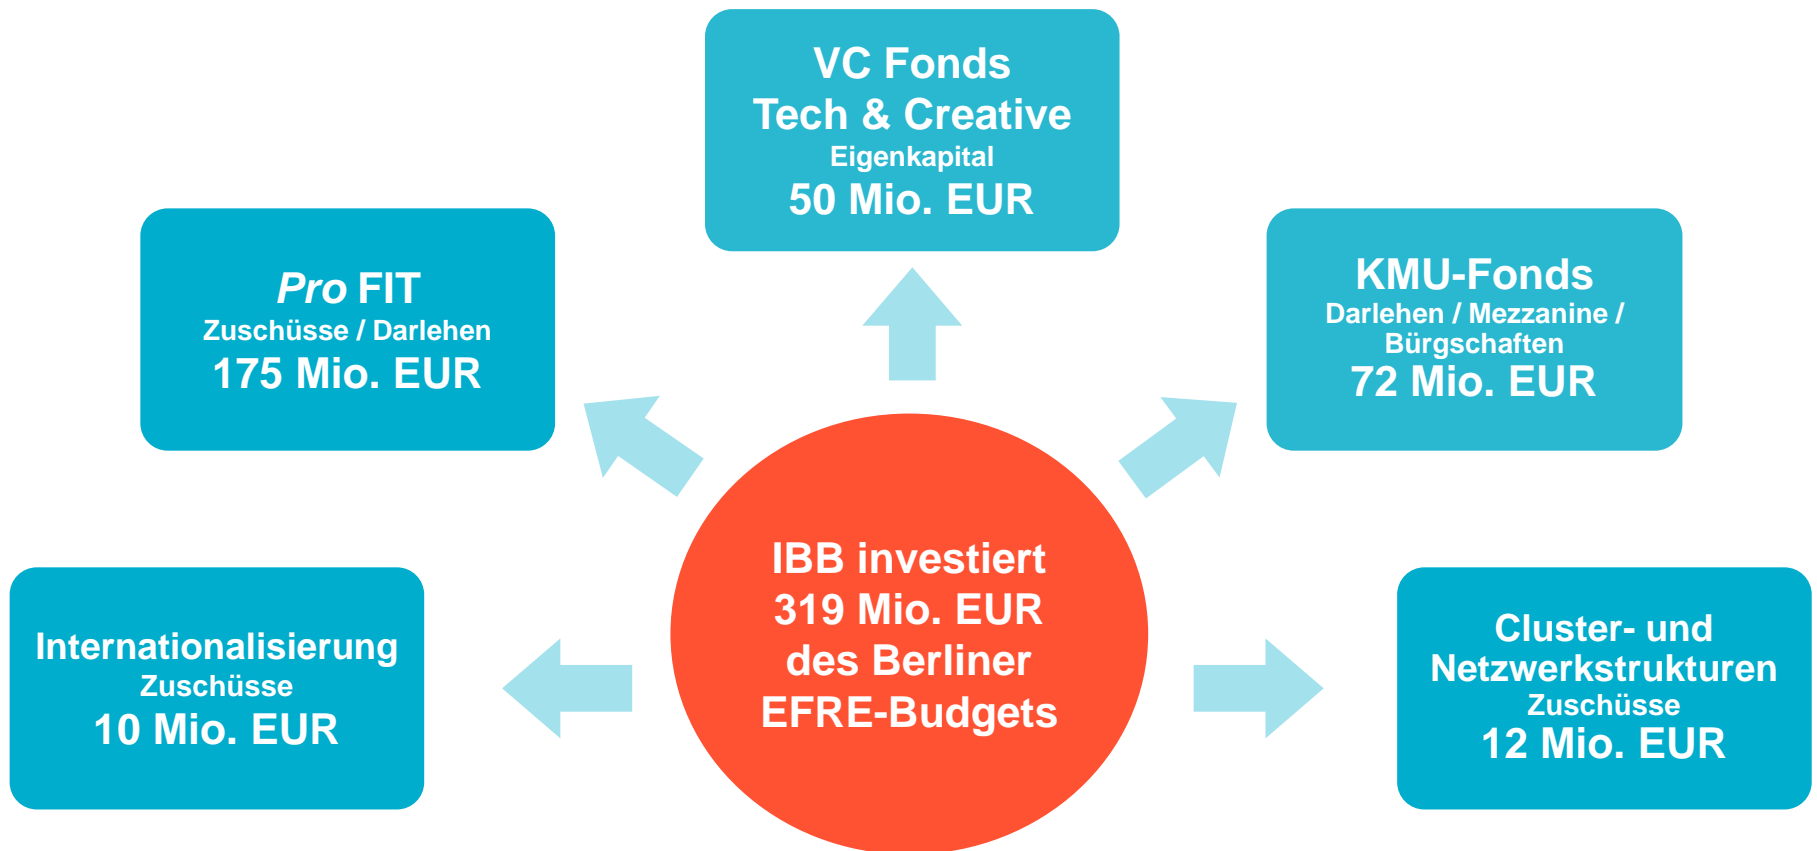 VC Fonds
Tech & Creative
Eigenkapital
50 Mio. EUR
Pro FIT
Zuschüsse / Darlehen
175 Mio. EUR
KMU-Fonds
Darlehen / Mezzanine /
Bürgschaften
72 Mio. EUR
IBB investiert
319 Mio. EUR
des Berliner
EFRE-Budgets
Internationalisierung
Zuschüsse
10 Mio. EUR
Cluster- und
Netzwerkstrukturen
Zuschüsse
12 Mio. EUR